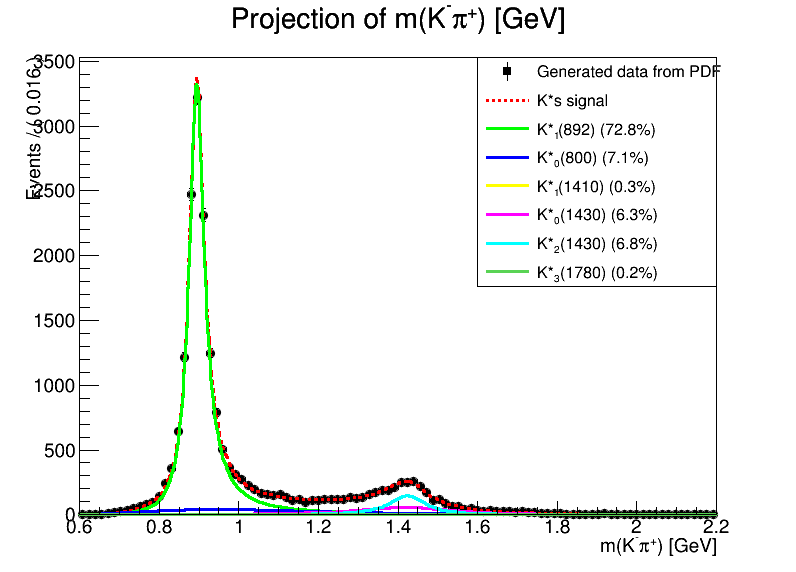 Projection of m(K⁻π⁺) [GeV]
Events / ( 0.016 )
3500
3000
2500
2000
1500
1000
500
0
Generated data from PDF
K*s signal
K*₁(892) (72.8%)
K*₀(800) (7.1%)
K*₁(1410) (0.3%)
K*₀(1430) (6.3%)
K*₂(1430) (6.8%)
K*₃(1780) (0.2%)
0.6 0.8 1 1.2 1.4 1.6 1.8 2 2.2
m(K⁻π⁺) [GeV]